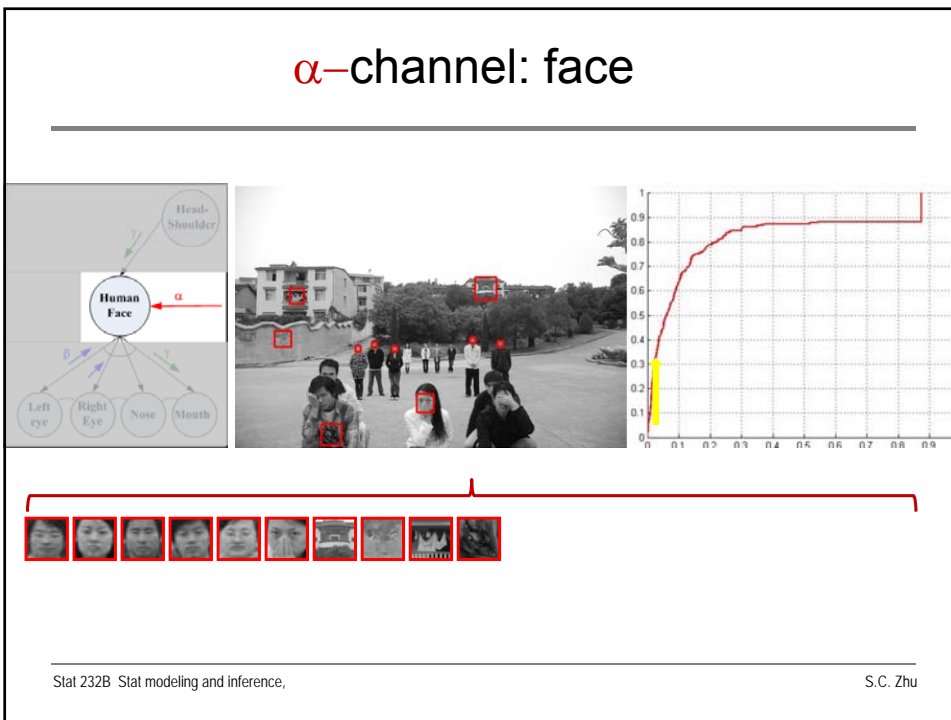 α–channel: face
Head-
Shoulder
γ
Human
Face
α
β
γ
Left
eye
Right
Eye
Nose
Mouth
1
0.9
0.8
0.7
0.6
0.5
0.4
0.3
0.2
0.1
0
0 0.1 0.2 0.3 0.4 0.5 0.6 0.7 0.8 0.9
Stat 232B Stat modeling and inference,
S.C. Zhu